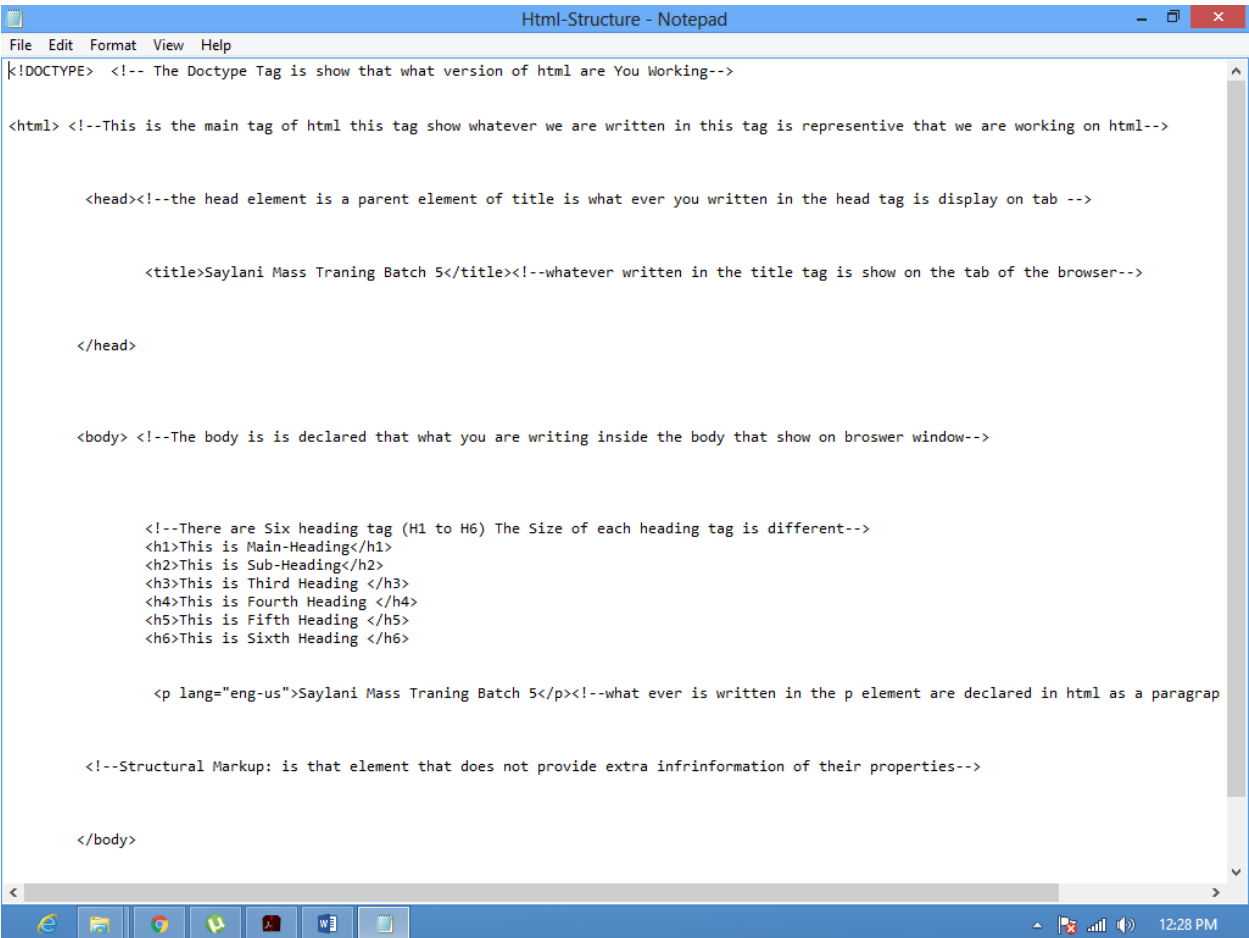 Html-Structure - Notepad
File Edit Format View Help
<!DOCTYPE>  <!-- The Doctype Tag is show that what version of html are You Working-->
<html> <!--This is the main tag of html this tag show whatever we are written in this tag is representive that we are working on html-->
<head><!--the head element is a parent element of title is what ever you written in the head tag is display on tab -->
<title>Saylani Mass Traning Batch 5</title><!--whatever written in the title tag is show on the tab of the browser-->
</head>
<body> <!--The body is is declared that what you are writing inside the body that show on broswer window-->
<!--There are Six heading tag (H1 to H6) The Size of each heading tag is different-->
<h1>This is Main-Heading</h1>
<h2>This is Sub-Heading</h2>
<h3>This is Third Heading </h3>
<h4>This is Fourth Heading </h4>
<h5>This is Fifth Heading </h5>
<h6>This is Sixth Heading </h6>
<p lang="eng-us">Saylani Mass Traning Batch 5</p><!--what ever is written in the p element are declared in html as a paragrap
<!--Structural Markup: is that element that does not provide extra infrinformation of their properties-->
</body>
12:28 PM